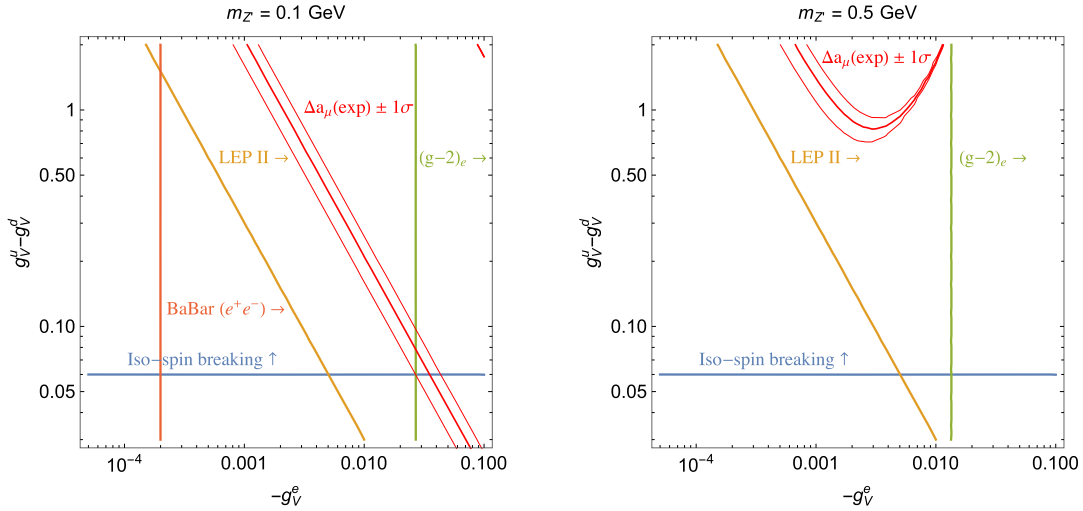 m_Z' = 0.1 GeV
g_V^u−g_V^d
1
0.50
0.10
0.05
Δa_μ(exp) ± 1σ
LEP II →
(g−2)_e →
BaBar (e⁺e⁻) →
Iso−spin breaking ↑
10⁻⁴
0.001
0.010
0.100
−g_V^e
m_Z' = 0.5 GeV
g_V^u−g_V^d
1
0.50
0.10
0.05
Δa_μ(exp) ± 1σ
LEP II →
(g−2)_e →
Iso−spin breaking ↑
10⁻⁴
0.001
0.010
0.100
−g_V^e